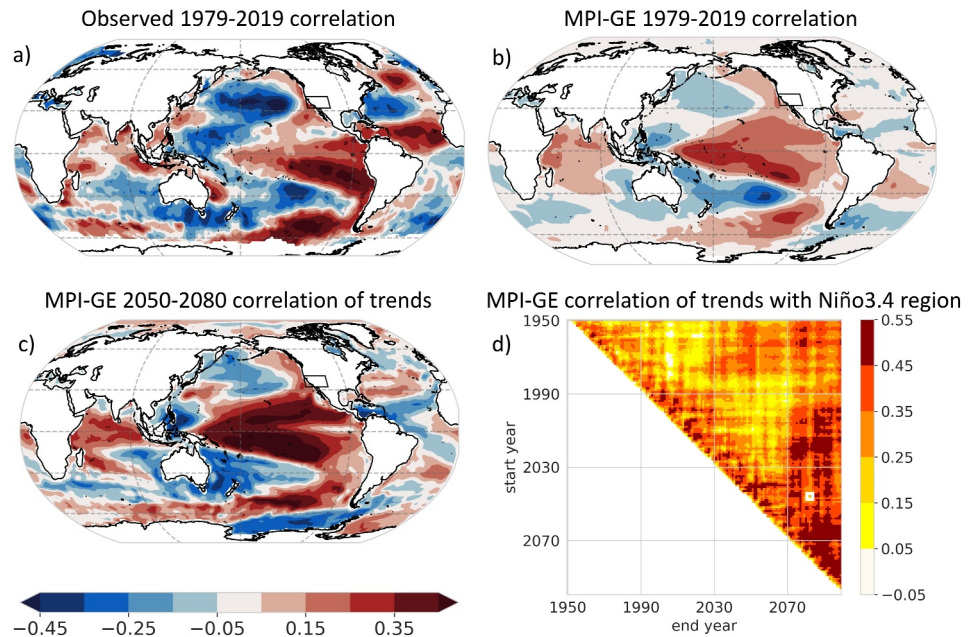 Observed 1979-2019 correlation
MPI-GE 1979-2019 correlation
a)
b)
MPI-GE 2050-2080 correlation of trends
MPI-GE correlation of trends with Niño3.4 region
c)
d)
1950
1990
2030
2070
start year
1950
1990
2030
2070
end year
0.55
0.45
0.35
0.25
0.15
0.05
−0.05
−0.45
−0.25
−0.05
0.15
0.35